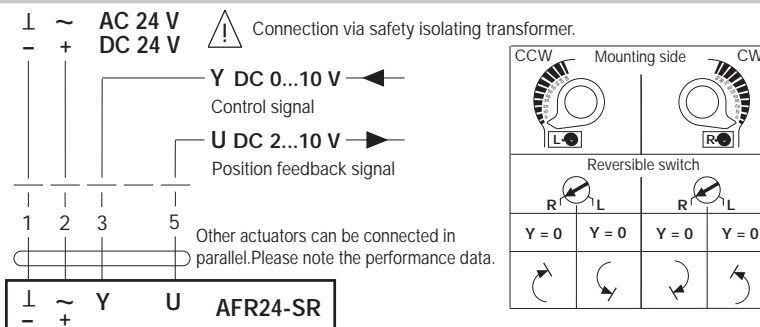 ⊥ ~ AC 24 V
– + DC 24 V
Connection via safety isolating transformer.
Y DC 0...10 V
Control signal
U DC 2...10 V
Position feedback signal
1 2 3 5
Other actuators can be connected in
parallel.Please note the performance data.
⊥ ~ Y U AFR24-SR
– +
CCW Mounting side CW
L R
Reversible switch
R L R L
Y = 0 Y = 0 Y = 0 Y = 0